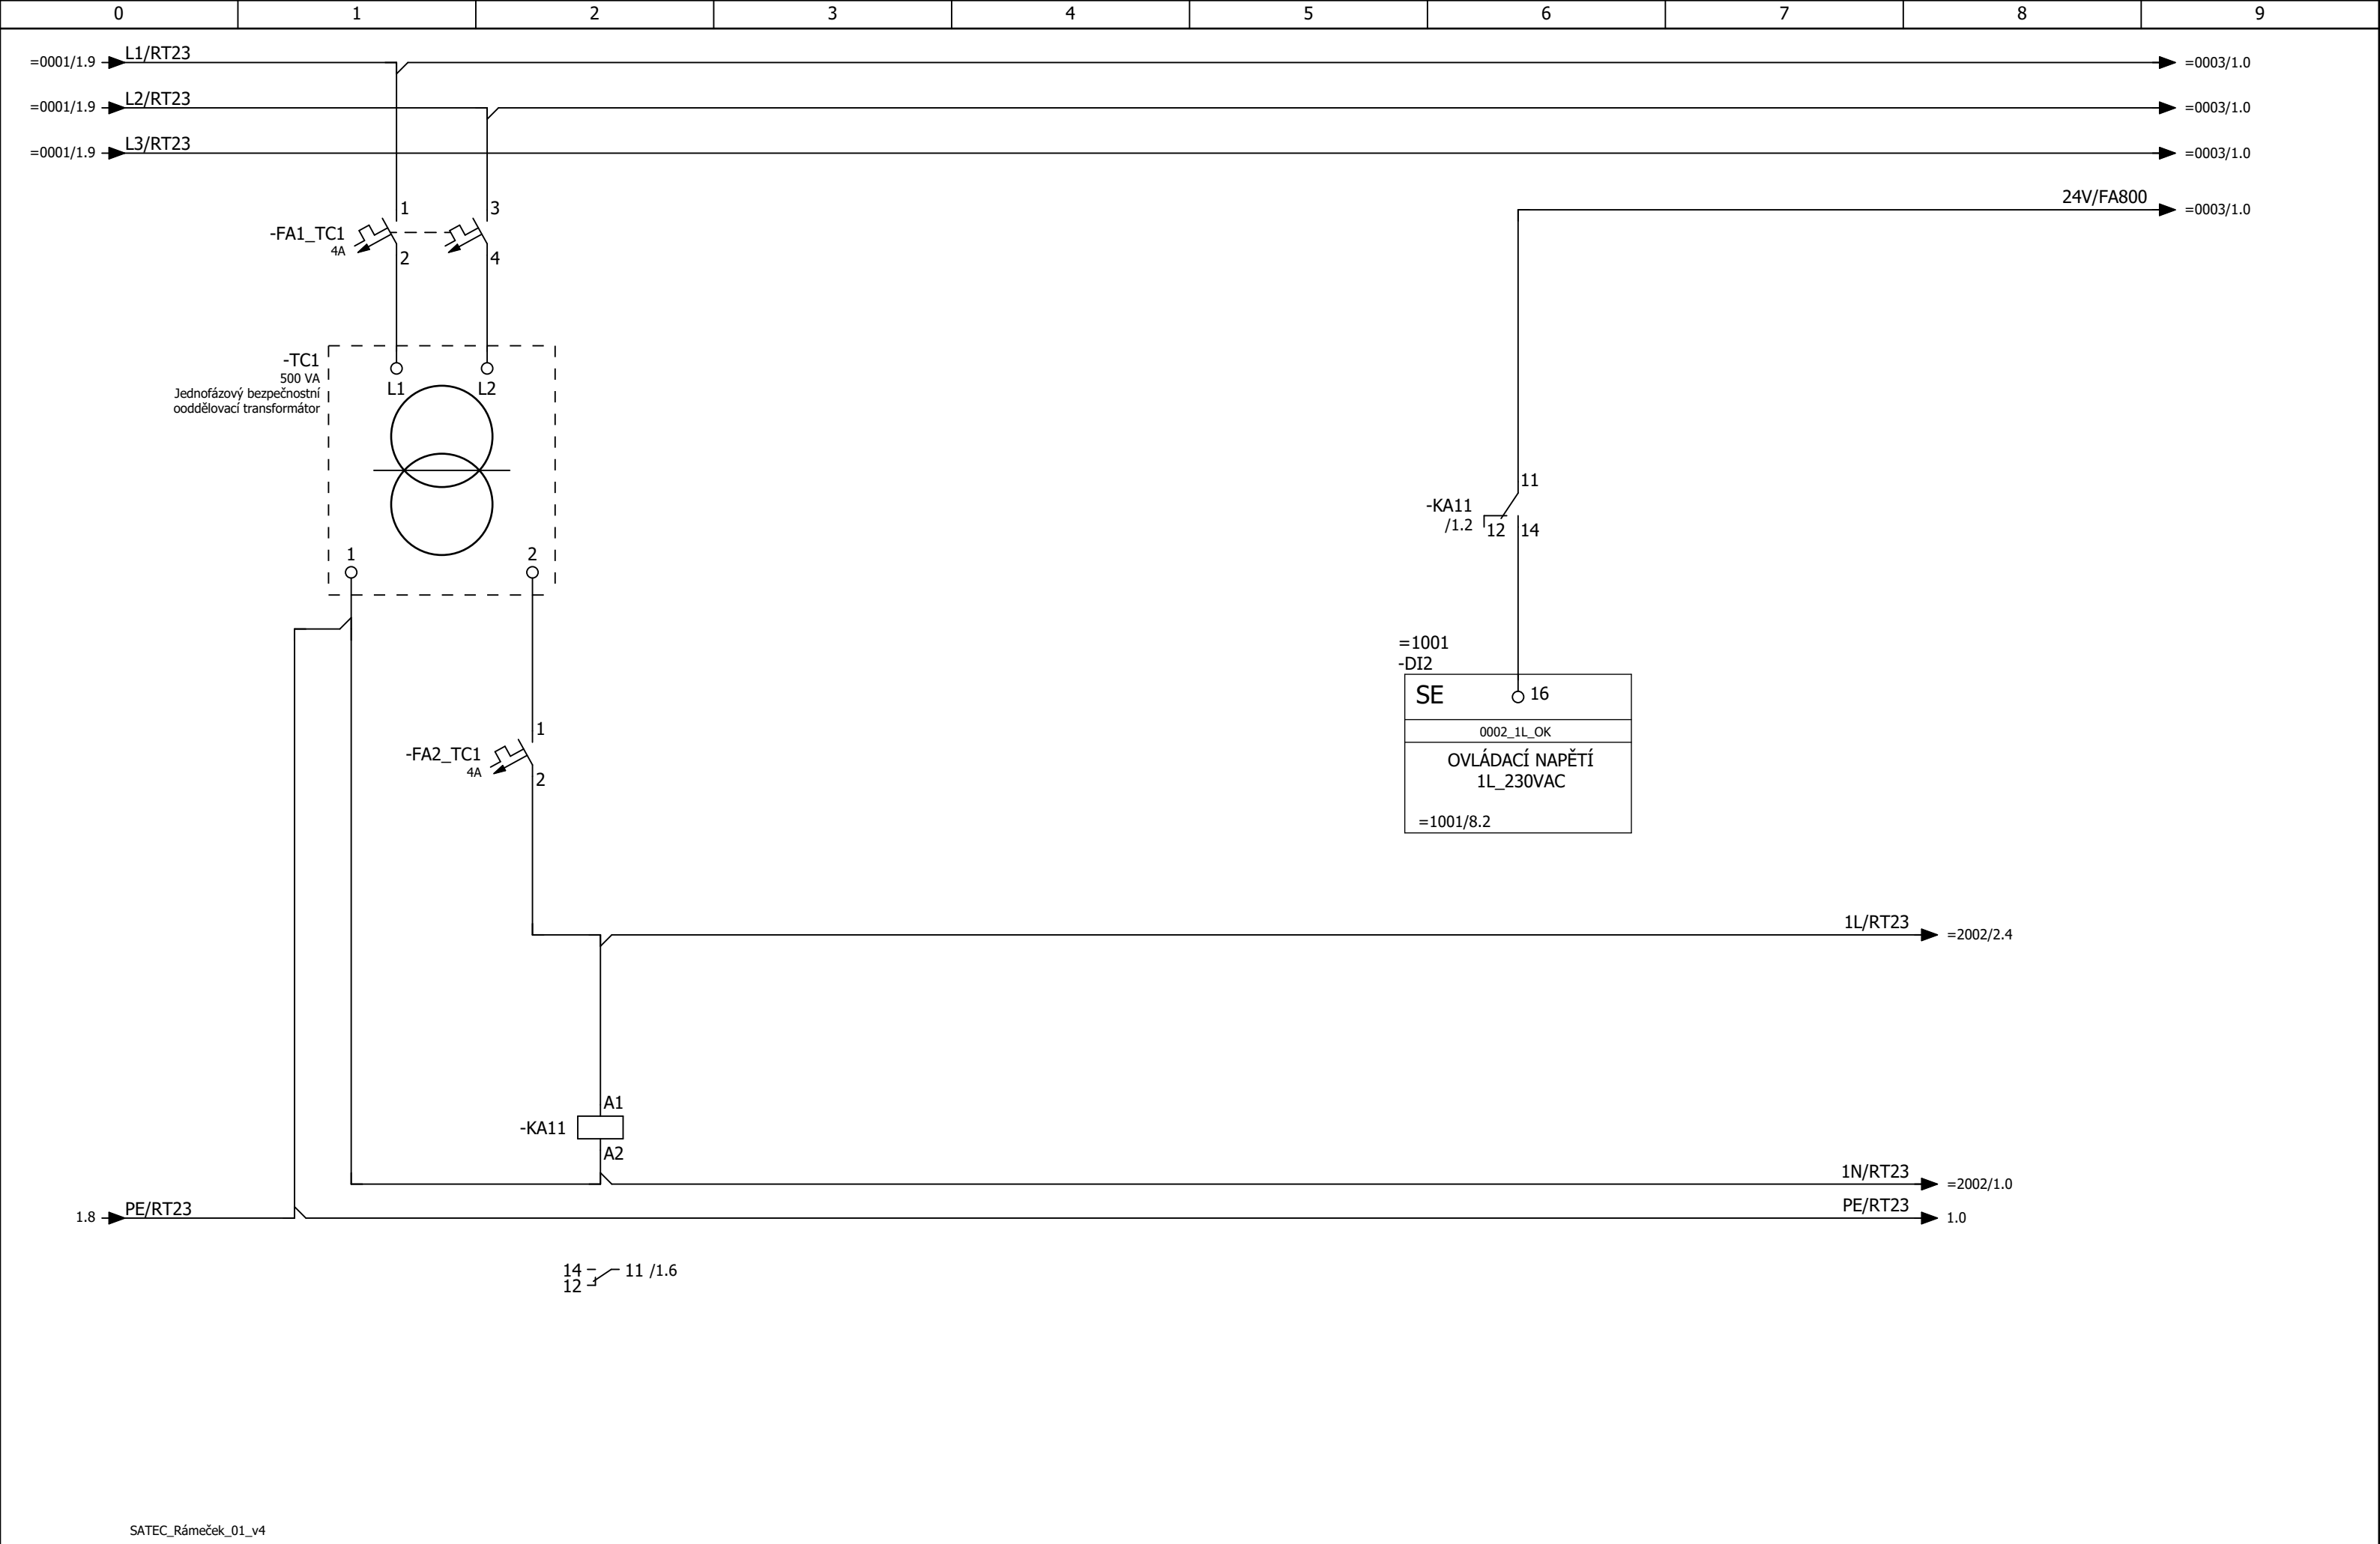 0 1 2 3 4 5 6 7 8 9
=0001/1.9 L1/RT23 =0003/1.0
=0001/1.9 L2/RT23 =0003/1.0
=0001/1.9 L3/RT23 =0003/1.0
24V/FA800 =0003/1.0
1 3
-FA1_TC1
4A
2 4
-TC1
500 VA
Jednofázový bezpečnostní
ooddělovací transformátor
L1 L2
1 2
11
-KA11
/1.2
12 14
=1001
-DI2
SE 16
0002_1L_OK
OVLÁDACÍ NAPĚTÍ
1L_230VAC
=1001/8.2
1
-FA2_TC1
4A
2
1L/RT23 =2002/2.4
A1
-KA11
A2
1N/RT23 =2002/1.0
1.8 PE/RT23 PE/RT23 1.0
14 11 /1.6
12
SATEC_Rámeček_01_v4